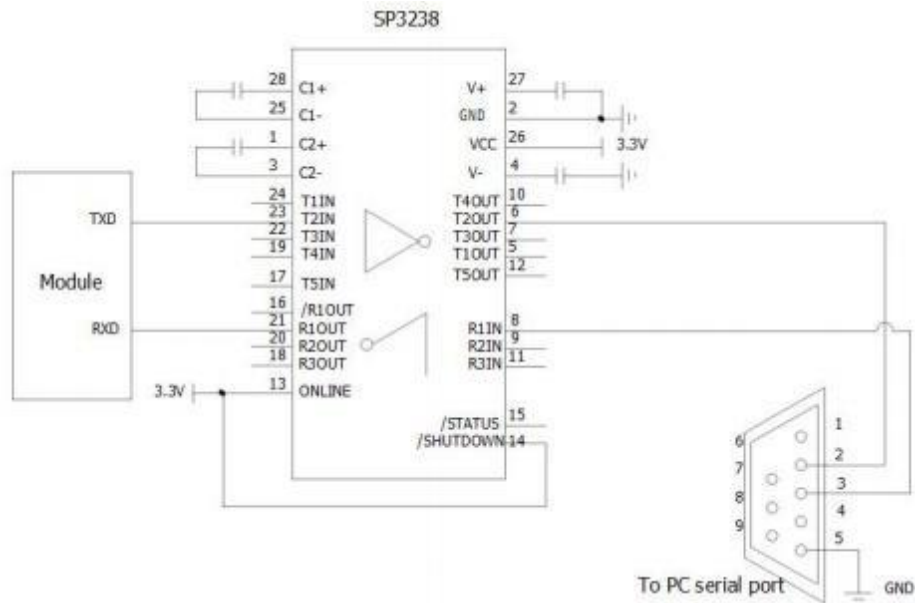 SP3238
28 C1+ V+ 27
25 C1- GND 2
1 C2+ VCC 26 3.3V
3 C2- V- 4
24 T1IN T4OUT 10
TXD 23 T2IN T2OUT 6
22 T3IN T3OUT 7
19 T4IN T1OUT 5
17 T5IN T5OUT 12
Module
16 /R1OUT
RXD 21 R1OUT R1IN 8
20 R2OUT R2IN 9
18 R3OUT R3IN 11
3.3V 13 ONLINE
/STATUS 15
/SHUTDOWN 14
1
6
2
7
3
8
4
9
5
To PC serial port GND